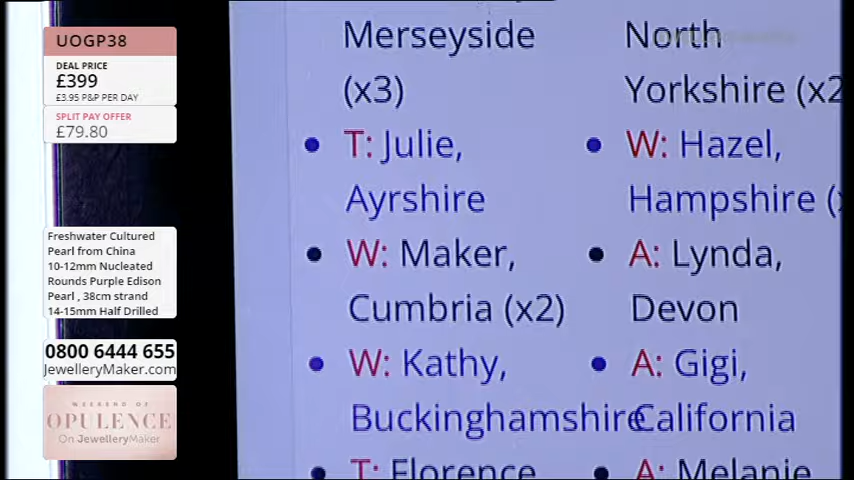 UOGP38
DEAL PRICE
£399
£3.95 P&P PER DAY
SPLIT PAY OFFER
£79.80
Freshwater Cultured
Pearl from China
10-12mm Nucleated
Rounds Purple Edison
Pearl , 38cm strand
14-15mm Half Drilled
0800 6444 655
JewelleryMaker.com
WEEKEND OF
OPULENCE
On JewelleryMaker
Merseyside
(x3)
T: Julie,
Ayrshire
W: Maker,
Cumbria (x2)
W: Kathy,
Buckinghamshire
T: Florence
North
Yorkshire (x2
W: Hazel,
Hampshire (
A: Lynda,
Devon
A: Gigi,
California
A: Melanie